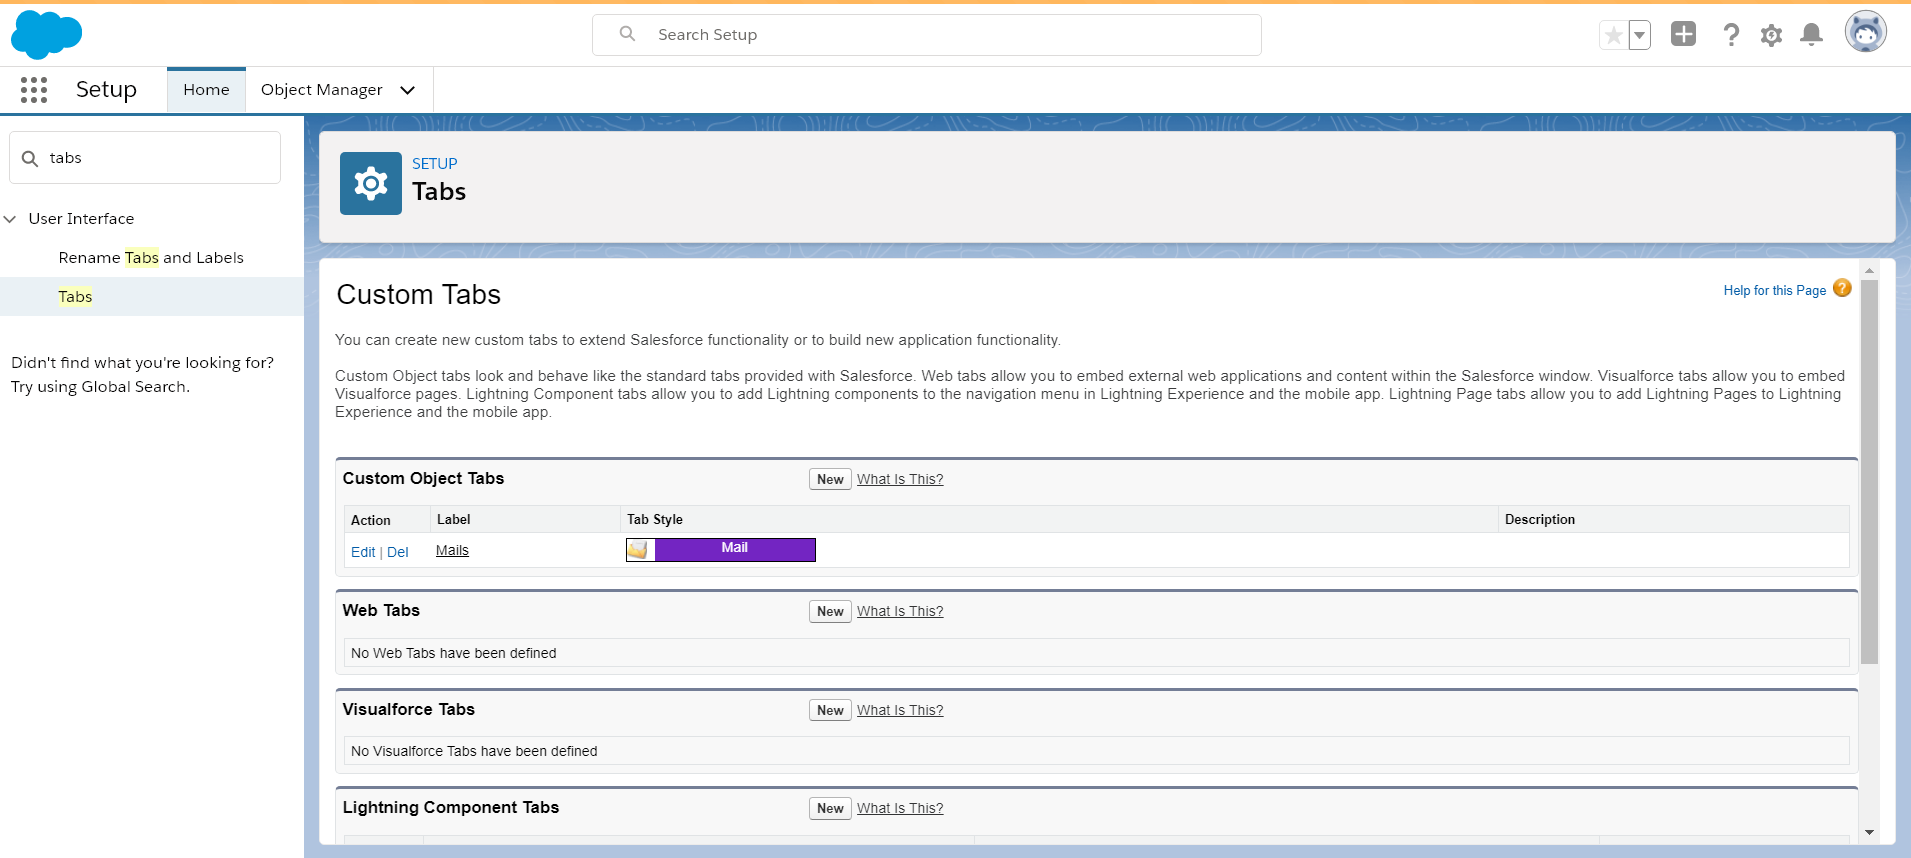 Search Setup
Setup
Home
Object Manager
tabs
User Interface
Rename Tabs and Labels
Tabs
Didn't find what you're looking for?
Try using Global Search.
SETUP
Tabs
Custom Tabs
Help for this Page ?
You can create new custom tabs to extend Salesforce functionality or to build new application functionality.
Custom Object tabs look and behave like the standard tabs provided with Salesforce. Web tabs allow you to embed external web applications and content within the Salesforce window. Visualforce tabs allow you to embed
Visualforce pages. Lightning Component tabs allow you to add Lightning components to the navigation menu in Lightning Experience and the mobile app. Lightning Page tabs allow you to add Lightning Pages to Lightning
Experience and the mobile app.
Custom Object Tabs New What Is This?
Action Label Tab Style Description
Edit | Del Mails Mail
Web Tabs New What Is This?
No Web Tabs have been defined
Visualforce Tabs New What Is This?
No Visualforce Tabs have been defined
Lightning Component Tabs New What Is This?